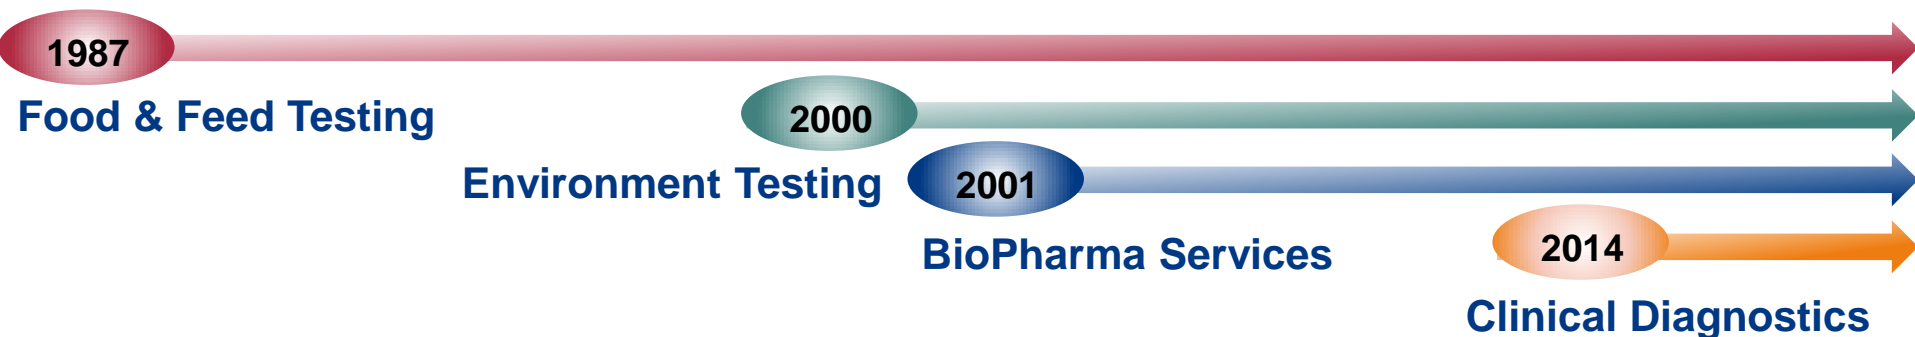 1987
Food & Feed Testing
2000
Environment Testing
2001
BioPharma Services
2014
Clinical Diagnostics